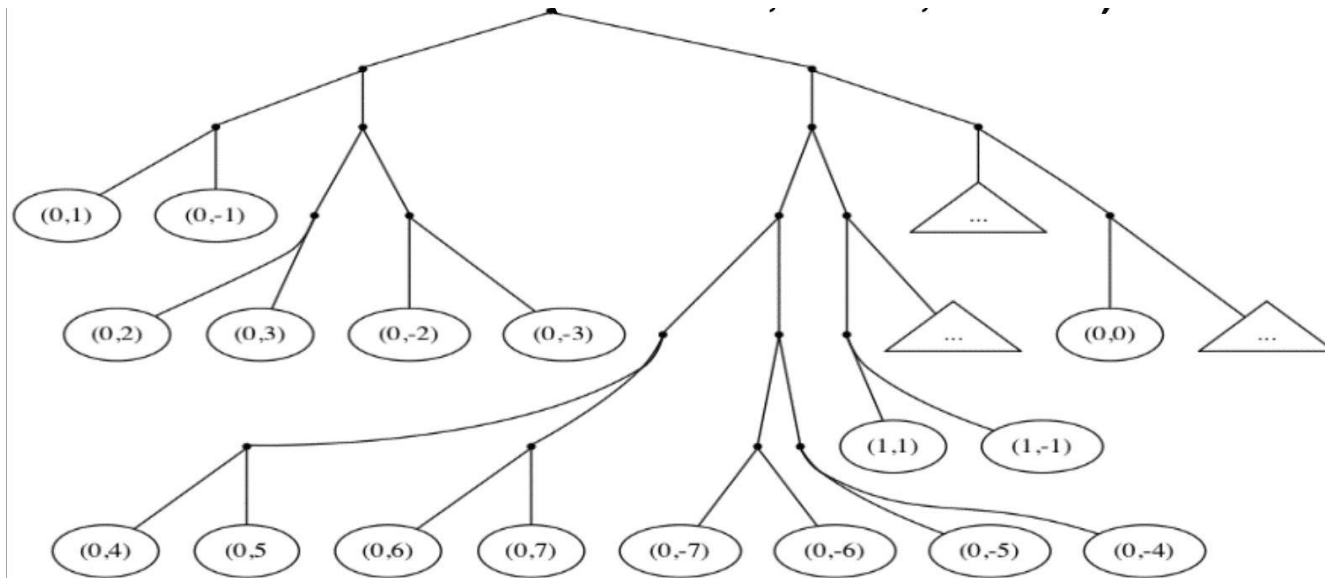 ...
(0,1) (0,-1)
(0,2) (0,3) (0,-2) (0,-3) ... (0,0) ...
(1,1) (1,-1)
(0,4) (0,5 (0,6) (0,7) (0,-7) (0,-6) (0,-5) (0,-4)